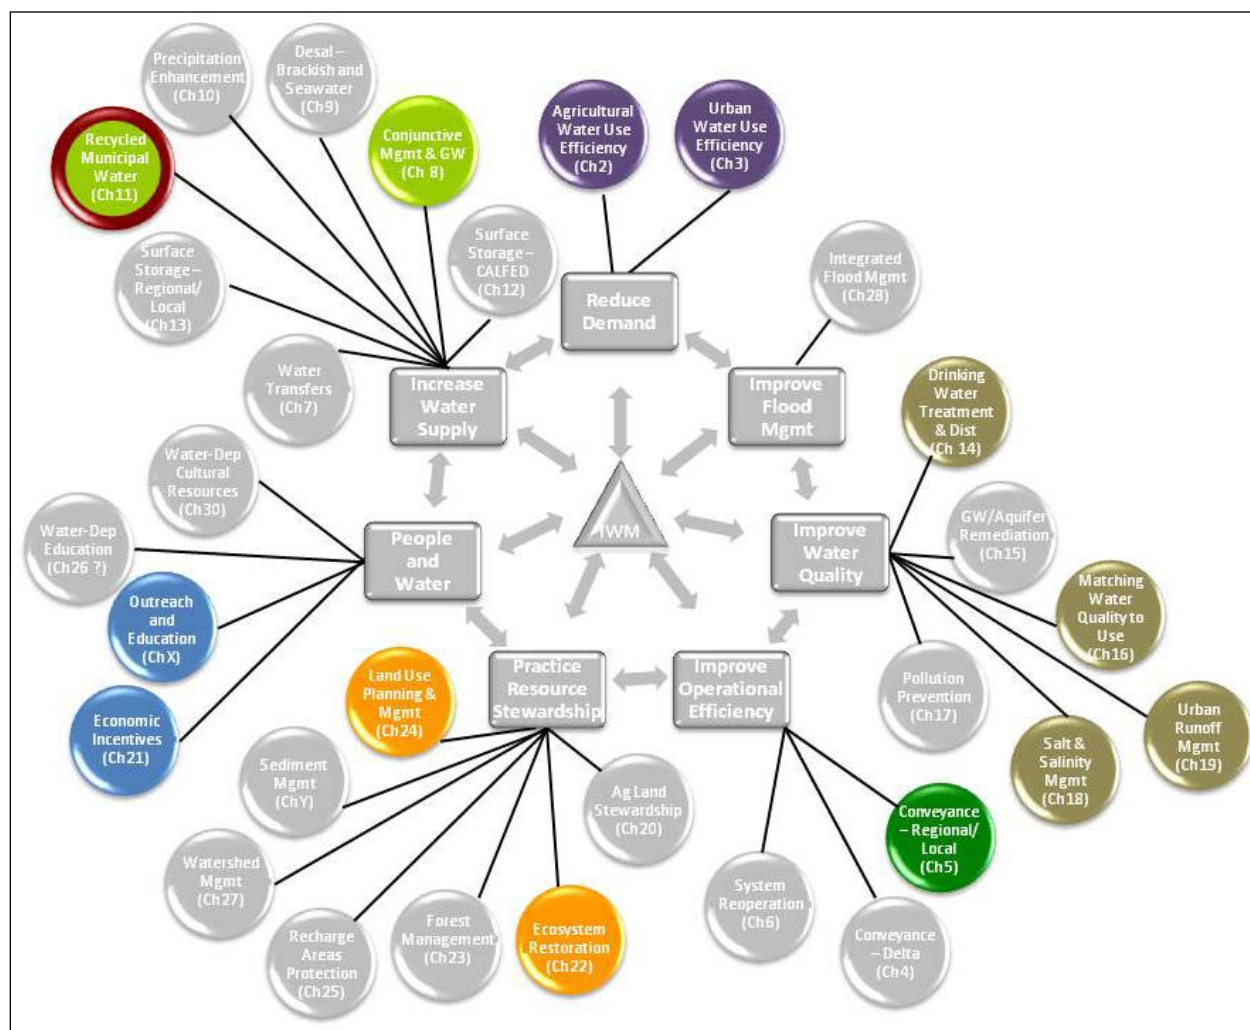 Precipitation
Enhancement
(Ch10)
Desal –
Brackish and
Seawater
(Ch9)
Recycled
Municipal
Water
(Ch11)
Conjunctive
Mgmt & GW
(Ch 8)
Agricultural
Water Use
Efficiency
(Ch2)
Urban
Water Use
Efficiency
(Ch3)
Surface
Storage –
Regional/
Local
(Ch13)
Surface
Storage –
CALFED
(Ch12)
Reduce
Demand
Integrated
Flood Mgmt
(Ch28)
Water
Transfers
(Ch7)
Increase
Water
Supply
Improve
Flood
Mgmt
Drinking
Water
Treatment
& Dist
(Ch 14)
Water-Dep
Cultural
Resources
(Ch30)
Water-Dep
Education
(Ch26 ?)
People
and
Water
IWM
Improve
Water
Quality
GW/Aquifer
Remediation
(Ch15)
Outreach
and
Education
(ChX)
Matching
Water
Quality to
Use
(Ch16)
Economic
Incentives
(Ch21)
Land Use
Planning &
Mgmt
(Ch24)
Practice
Resource
Stewardship
Improve
Operational
Efficiency
Pollution
Prevention
(Ch17)
Salt &
Salinity
Mgmt
(Ch18)
Urban
Runoff
Mgmt
(Ch19)
Sediment
Mgmt
(ChY)
Ag Land
Stewardship
(Ch20)
Conveyance
– Regional/
Local
(Ch5)
Watershed
Mgmt
(Ch27)
Recharge
Areas
Protection
(Ch25)
Forest
Management
(Ch23)
Ecosystem
Restoration
(Ch22)
System
Reoperation
(Ch6)
Conveyance
– Delta
(Ch4)